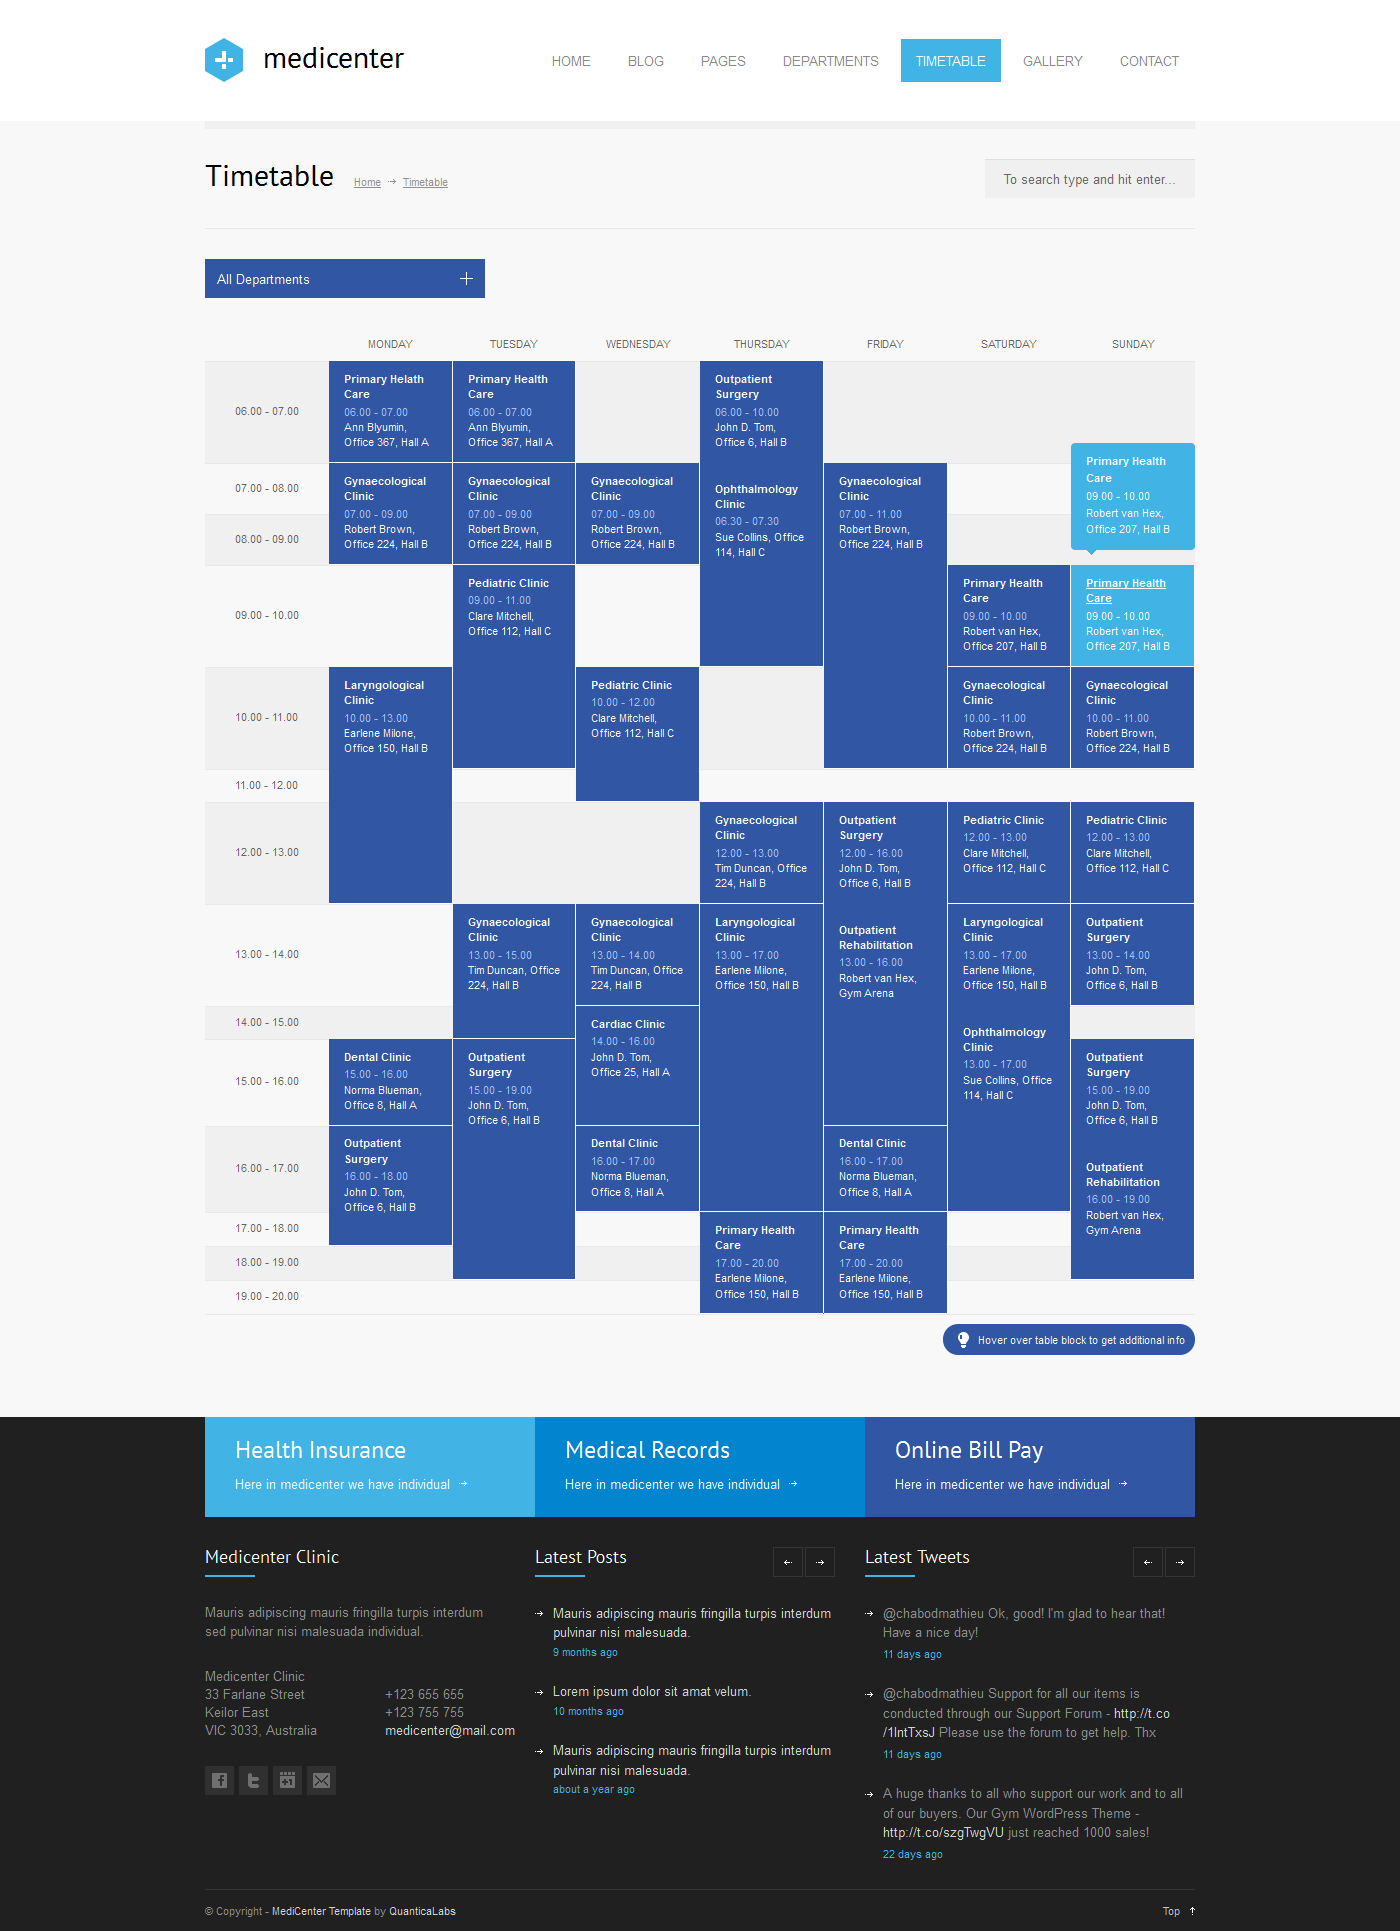 medicenter
HOME BLOG PAGES DEPARTMENTS TIMETABLE GALLERY CONTACT
Timetable
Home → Timetable
To search type and hit enter...
All Departments
MONDAY TUESDAY WEDNESDAY THURSDAY FRIDAY SATURDAY SUNDAY
06.00 - 07.00
07.00 - 08.00
08.00 - 09.00
09.00 - 10.00
10.00 - 11.00
11.00 - 12.00
12.00 - 13.00
13.00 - 14.00
14.00 - 15.00
15.00 - 16.00
16.00 - 17.00
17.00 - 18.00
18.00 - 19.00
19.00 - 20.00
Primary Helath
Care
06.00 - 07.00
Ann Blyumin,
Office 367, Hall A
Gynaecological
Clinic
07.00 - 09.00
Robert Brown,
Office 224, Hall B
Laryngological
Clinic
10.00 - 13.00
Earlene Milone,
Office 150, Hall B
Dental Clinic
15.00 - 16.00
Norma Blueman,
Office 8, Hall A
Outpatient
Surgery
16.00 - 18.00
John D. Tom,
Office 6, Hall B
Primary Health
Care
06.00 - 07.00
Ann Blyumin,
Office 367, Hall A
Gynaecological
Clinic
07.00 - 09.00
Robert Brown,
Office 224, Hall B
Pediatric Clinic
09.00 - 11.00
Clare Mitchell,
Office 112, Hall C
Gynaecological
Clinic
13.00 - 15.00
Tim Duncan, Office
224, Hall B
Outpatient
Surgery
15.00 - 19.00
John D. Tom,
Office 6, Hall B
Gynaecological
Clinic
07.00 - 09.00
Robert Brown,
Office 224, Hall B
Pediatric Clinic
10.00 - 12.00
Clare Mitchell,
Office 112, Hall C
Gynaecological
Clinic
13.00 - 14.00
Tim Duncan, Office
224, Hall B
Cardiac Clinic
14.00 - 16.00
John D. Tom,
Office 25, Hall A
Dental Clinic
16.00 - 17.00
Norma Blueman,
Office 8, Hall A
Outpatient
Surgery
06.00 - 10.00
John D. Tom,
Office 6, Hall B
Ophthalmology
Clinic
06.30 - 07.30
Sue Collins, Office
114, Hall C
Gynaecological
Clinic
12.00 - 13.00
Tim Duncan, Office
224, Hall B
Laryngological
Clinic
13.00 - 17.00
Earlene Milone,
Office 150, Hall B
Primary Health
Care
17.00 - 20.00
Earlene Milone,
Office 150, Hall B
Gynaecological
Clinic
07.00 - 11.00
Robert Brown,
Office 224, Hall B
Outpatient
Surgery
12.00 - 16.00
John D. Tom,
Office 6, Hall B
Outpatient
Rehabilitation
13.00 - 16.00
Robert van Hex,
Gym Arena
Dental Clinic
16.00 - 17.00
Norma Blueman,
Office 8, Hall A
Primary Health
Care
17.00 - 20.00
Earlene Milone,
Office 150, Hall B
Primary Health
Care
09.00 - 10.00
Robert van Hex,
Office 207, Hall B
Gynaecological
Clinic
10.00 - 11.00
Robert Brown,
Office 224, Hall B
Pediatric Clinic
12.00 - 13.00
Clare Mitchell,
Office 112, Hall C
Laryngological
Clinic
13.00 - 17.00
Earlene Milone,
Office 150, Hall B
Ophthalmology
Clinic
13.00 - 17.00
Sue Collins, Office
114, Hall C
Primary Health
Care
09.00 - 10.00
Robert van Hex,
Office 207, Hall B
Primary Health
Care
09.00 - 10.00
Robert van Hex,
Office 207, Hall B
Gynaecological
Clinic
10.00 - 11.00
Robert Brown,
Office 224, Hall B
Pediatric Clinic
12.00 - 13.00
Clare Mitchell,
Office 112, Hall C
Outpatient
Surgery
13.00 - 14.00
John D. Tom,
Office 6, Hall B
Outpatient
Surgery
15.00 - 19.00
John D. Tom,
Office 6, Hall B
Outpatient
Rehabilitation
16.00 - 19.00
Robert van Hex,
Gym Arena
Hover over table block to get additional info
Health Insurance
Here in medicenter we have individual →
Medical Records
Here in medicenter we have individual →
Online Bill Pay
Here in medicenter we have individual →
Medicenter Clinic
Mauris adipiscing mauris fringilla turpis interdum
sed pulvinar nisi malesuada individual.
Medicenter Clinic
33 Farlane Street
Keilor East
VIC 3033, Australia
+123 655 655
+123 755 755
medicenter@mail.com
Latest Posts
Mauris adipiscing mauris fringilla turpis interdum
pulvinar nisi malesuada.
9 months ago
Lorem ipsum dolor sit amat velum.
10 months ago
Mauris adipiscing mauris fringilla turpis interdum
pulvinar nisi malesuada.
about a year ago
Latest Tweets
@chabodmathieu Ok, good! I'm glad to hear that!
Have a nice day!
11 days ago
@chabodmathieu Support for all our items is
conducted through our Support Forum - http://t.co
/1lntTxsJ Please use the forum to get help. Thx
11 days ago
A huge thanks to all who support our work and to all
of our buyers. Our Gym WordPress Theme -
http://t.co/szgTwgVU just reached 1000 sales!
22 days ago
© Copyright - MediCenter Template by QuanticaLabs
Top ↑